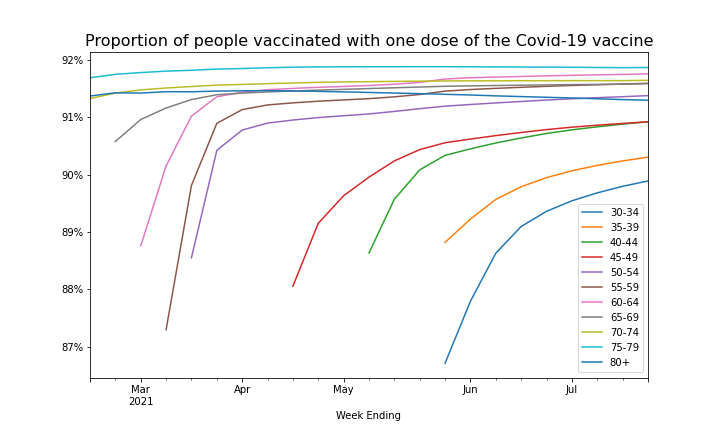 Proportion of people vaccinated with one dose of the Covid-19 vaccine
92%
91%
90%
89%
88%
87%
30-34
35-39
40-44
45-49
50-54
55-59
60-64
65-69
70-74
75-79
80+
Mar
2021
Apr
May
Jun
Jul
Week Ending